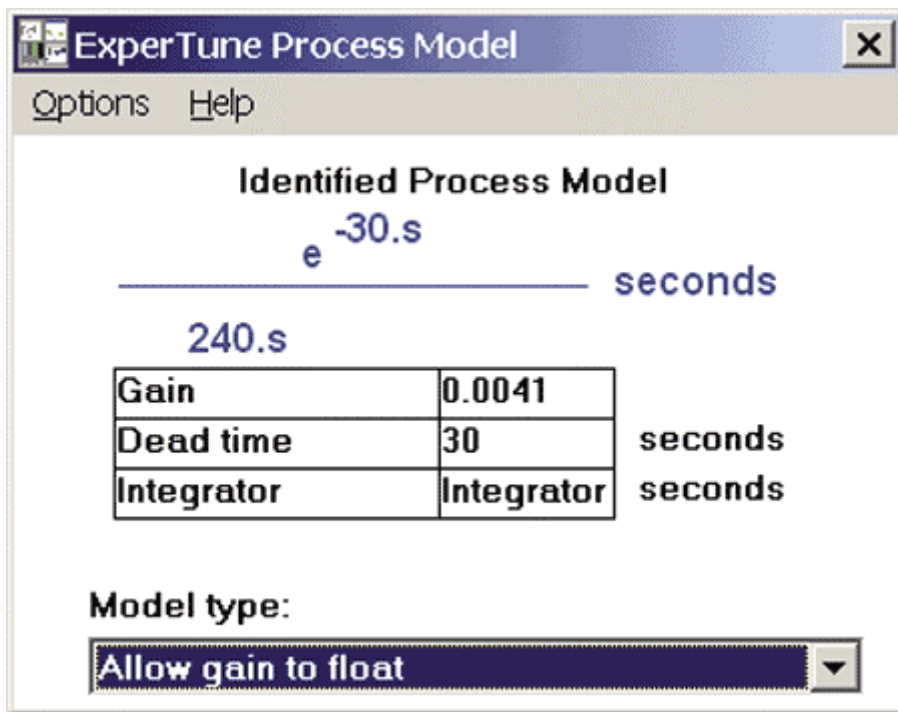 ExperTune Process Model
Options Help
Identified Process Model
e -30.s
seconds
240.s
Gain 0.0041
Dead time 30 seconds
Integrator Integrator seconds
Model type:
Allow gain to float